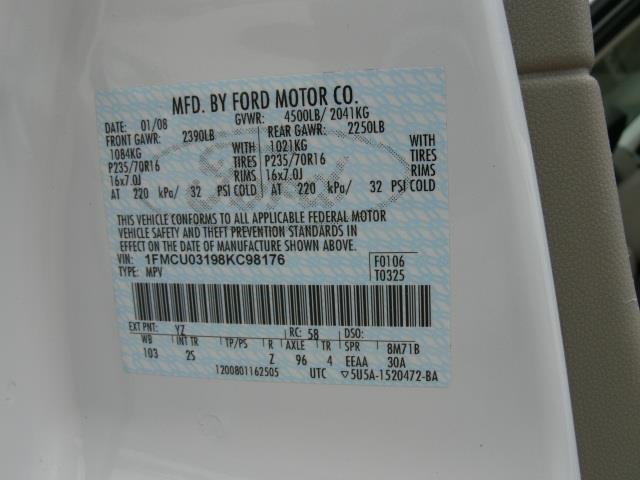 MFD. BY FORD MOTOR CO.
DATE: 01/08 GVWR: 4500LB/ 2041KG
FRONT GAWR: 2390LB REAR GAWR: 2250LB
1084KG WITH 1021KG WITH
P235/70R16 TIRES P235/70R16 TIRES
16x7.0J RIMS 16x7.0J RIMS
AT 220 kPa/ 32 PSI COLD AT 220 kPa/ 32 PSI COLD
THIS VEHICLE CONFORMS TO ALL APPLICABLE FEDERAL MOTOR
VEHICLE SAFETY AND THEFT PREVENTION STANDARDS IN
EFFECT ON THE DATE OF MANUFACTURE SHOWN ABOVE.
VIN: 1FMCU03198KC98176 F0106
TYPE: MPV T0325
EXT PNT: YZ RC: 58 DSO:
WB INT TR TP/PS R AXLE TR SPR 8M71B
103 2S Z 96 4 EEAA 30A
1200801162505 UTC ▽5U5A-1520472-BA